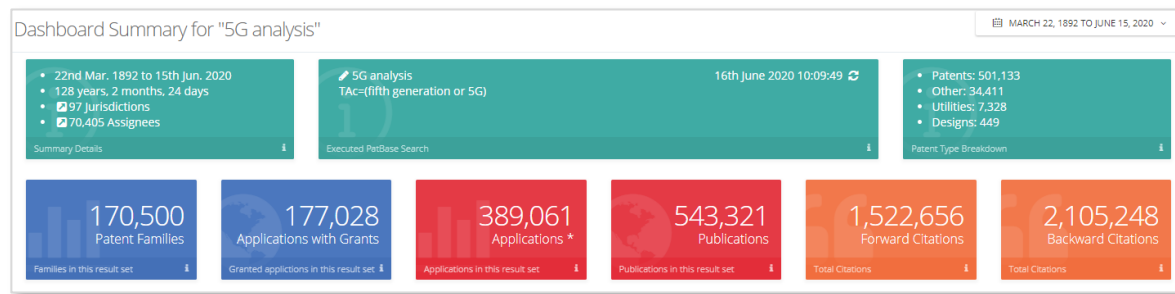 Dashboard Summary for "5G analysis"
MARCH 22, 1892 TO JUNE 15, 2020
22nd Mar. 1892 to 15th Jun. 2020
128 years, 2 months, 24 days
97 Jurisdictions
70,405 Assignees
Summary Details
5G analysis
16th June 2020 10:09:49
TAc=(fifth generation or 5G)
Executed PatBase Search
Patents: 501,133
Other: 34,411
Utilities: 7,328
Designs: 449
Patent Type Breakdown
170,500
Patent Families
Families in this result set
177,028
Applications with Grants
Granted applictions in this result set
389,061
Applications *
Applications in this result set
543,321
Publications
Publications in this result set
1,522,656
Forward Citations
Total Citations
2,105,248
Backward Citations
Total Citations